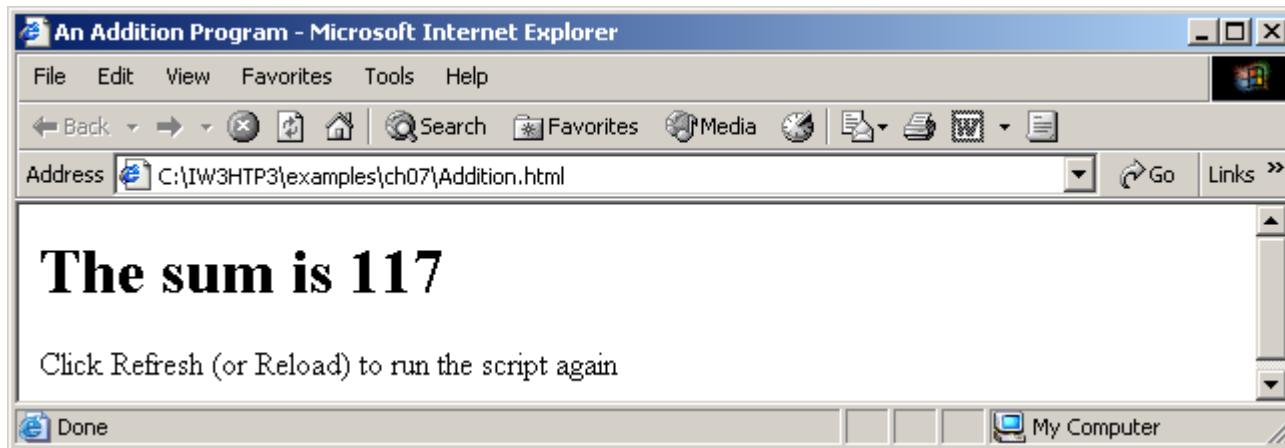 An Addition Program - Microsoft Internet Explorer
File Edit View Favorites Tools Help
Back Search Favorites Media
Address C:\IW3HTP3\examples\ch07\Addition.html Go Links »
The sum is 117
Click Refresh (or Reload) to run the script again
Done My Computer